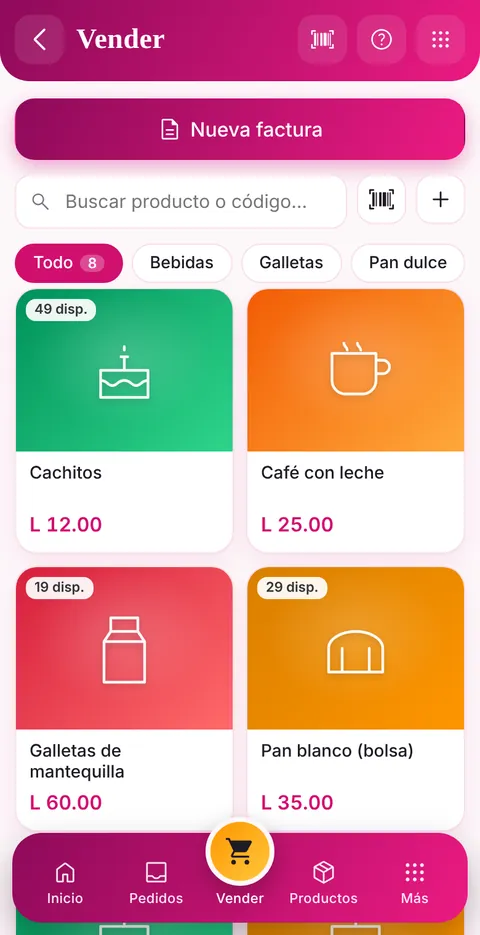 Vender
Nueva factura
Buscar producto o código...
Todo 8
Bebidas
Galletas
Pan dulce
49 disp.
Cachitos
L 12.00
Café con leche
L 25.00
19 disp.
Galletas de
mantequilla
L 60.00
29 disp.
Pan blanco (bolsa)
L 35.00
Inicio
Pedidos
Vender
Productos
Más